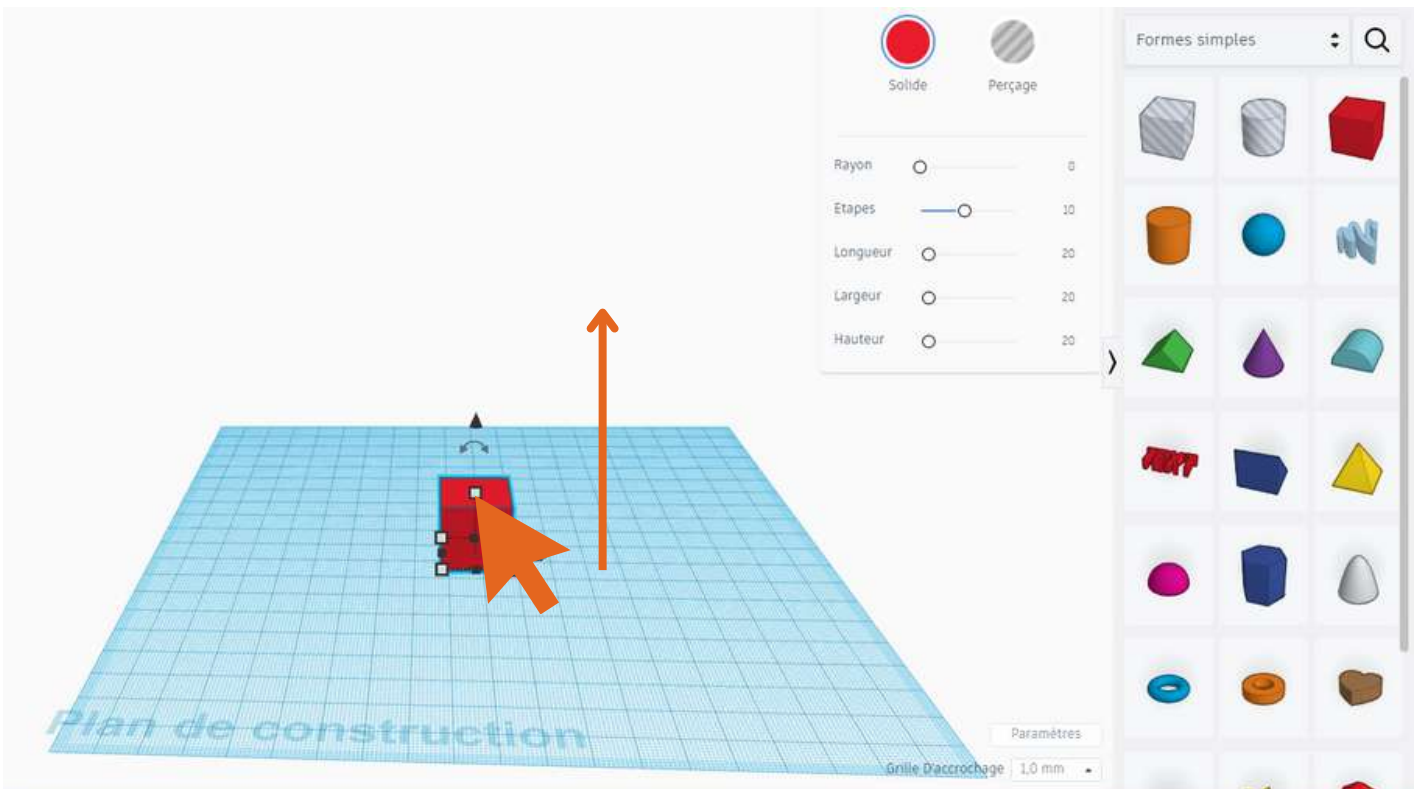 Formes simples
Solide
Perçage
Rayon
0
Etapes
10
Longueur
20
Largeur
20
Hauteur
20
TEXT
Plan de construction
Paramètres
Grille D'accrochage
1,0 mm